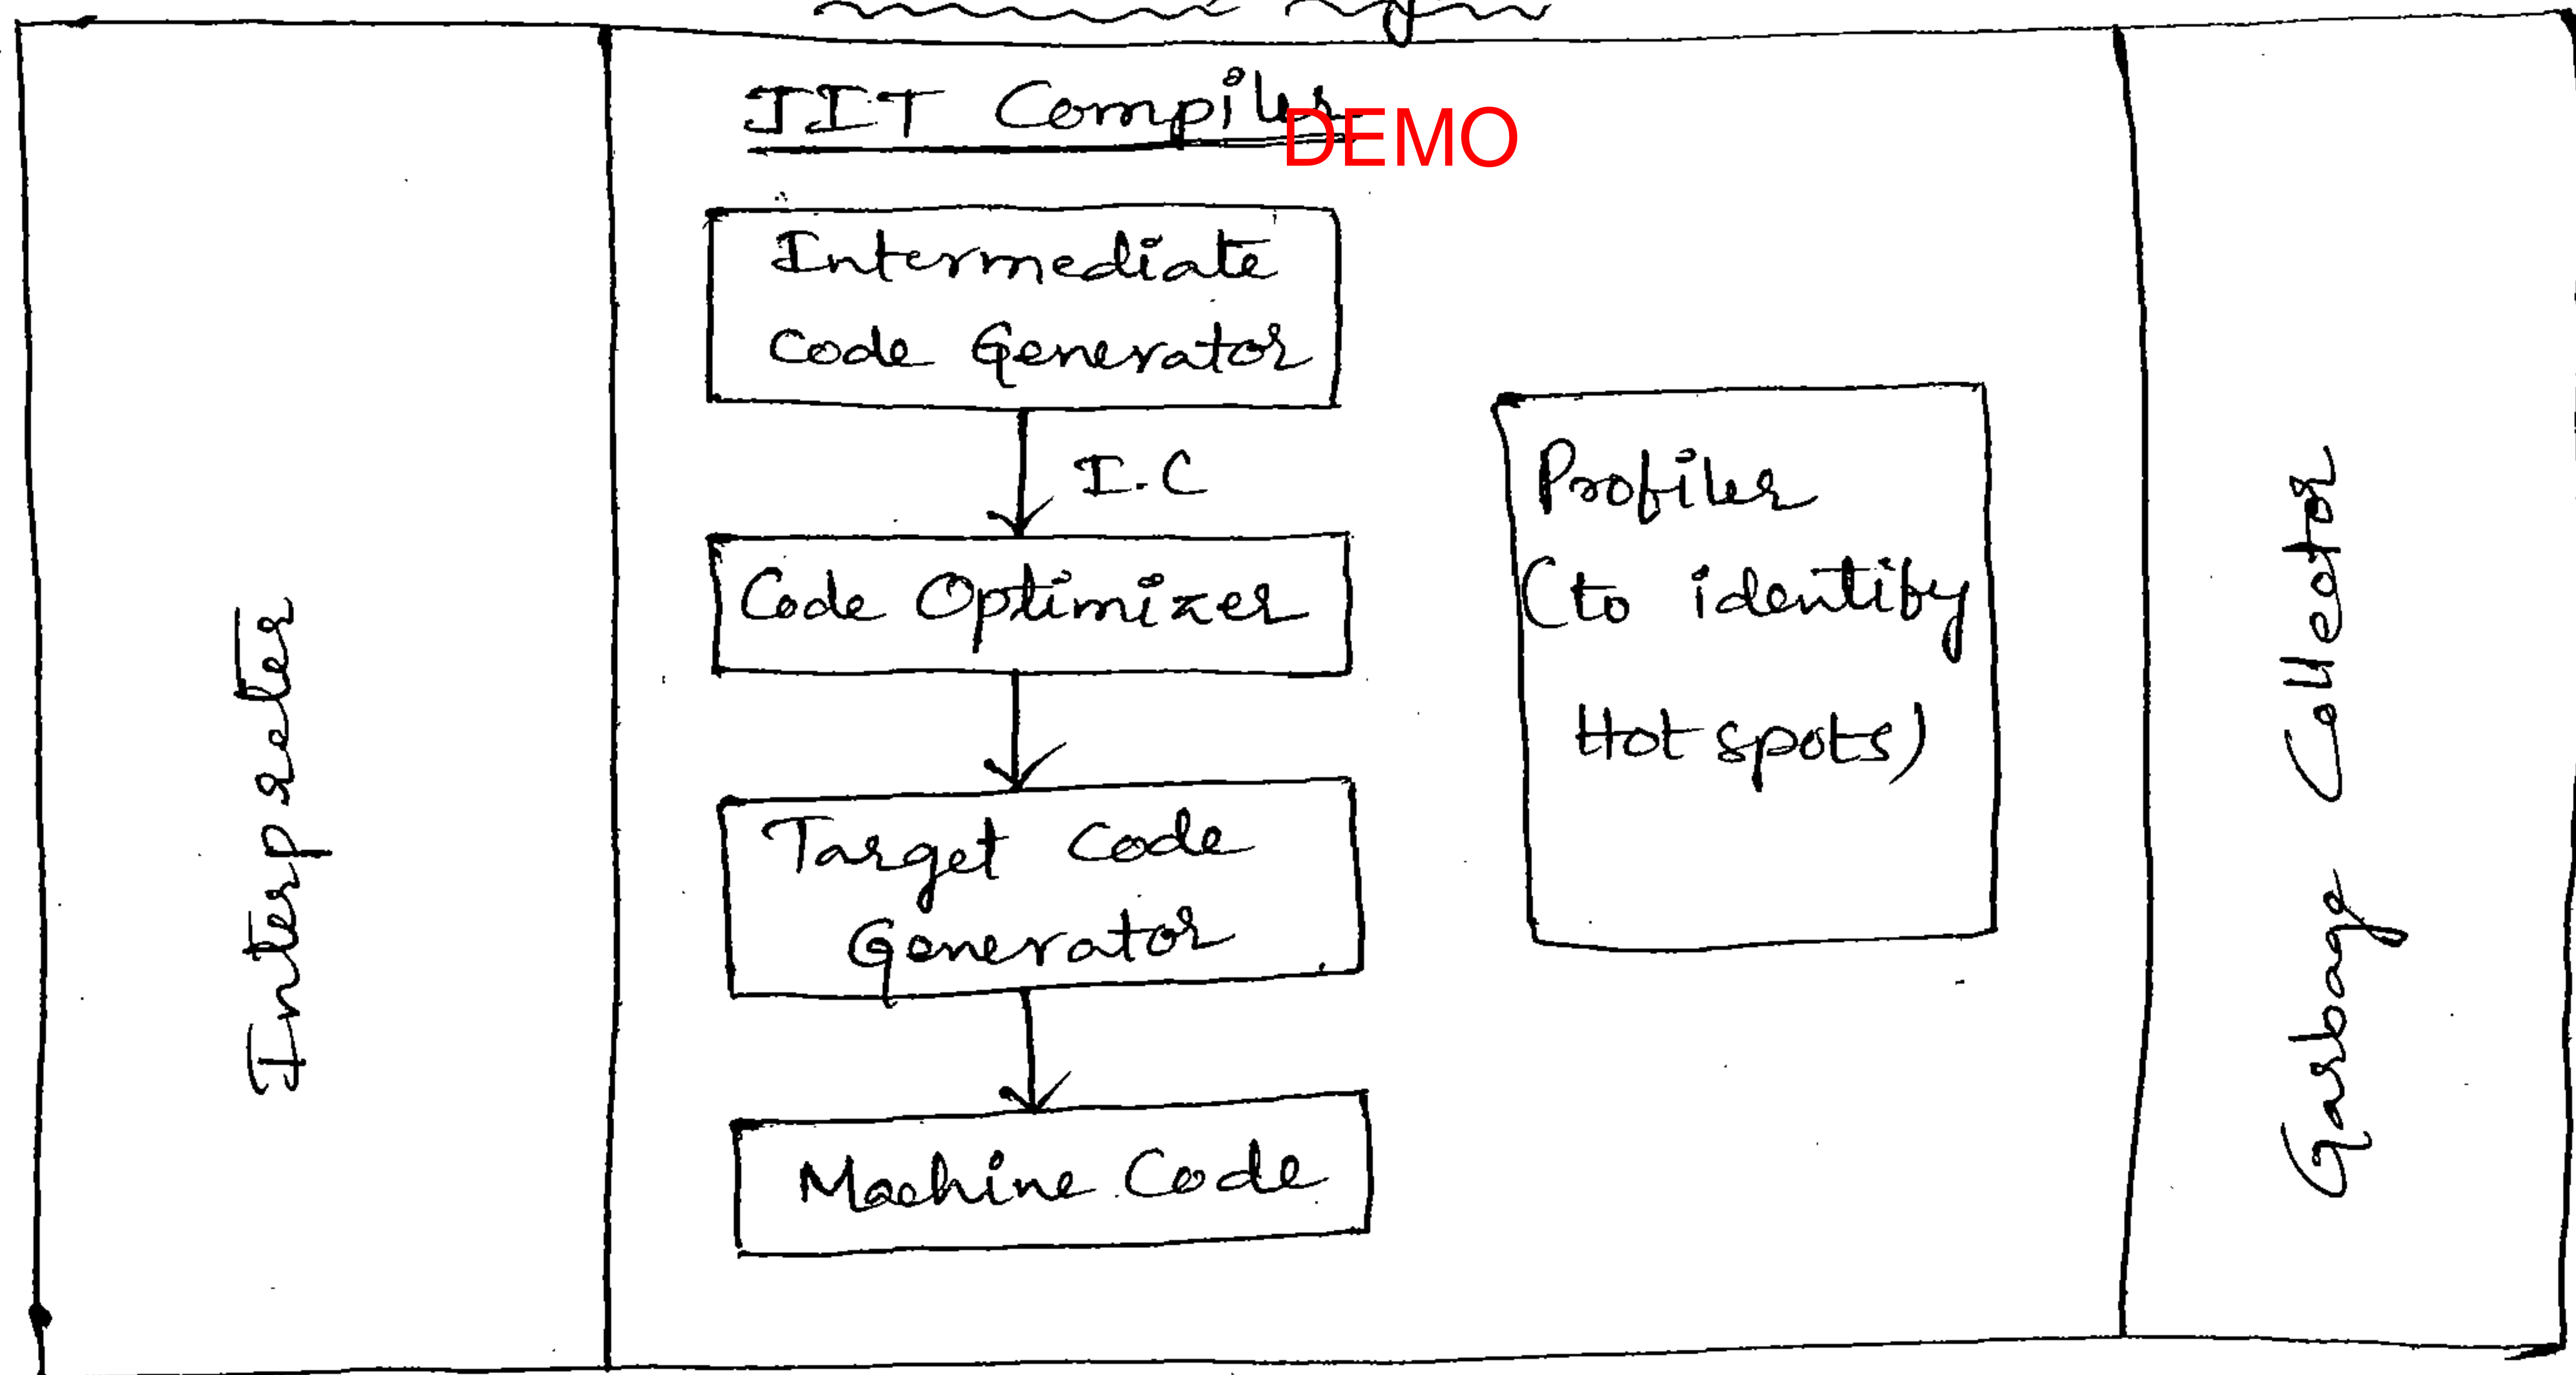 Interpreter
JIT Compiler
DEMO
Intermediate
Code Generator
I.C
Code Optimizer
Target Code
Generator
Machine Code
Profiler
(to identify
Hot spots)
Garbage Collector